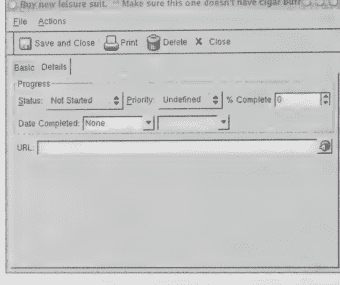 Buy new leisure suit. Make sure this one doesn't have cigar
File Actions
Save and Close Print Delete X Close
Basic Details
Progress
Status: Not Started Priority: Undefined % Complete 0
Date Completed: None
URL: